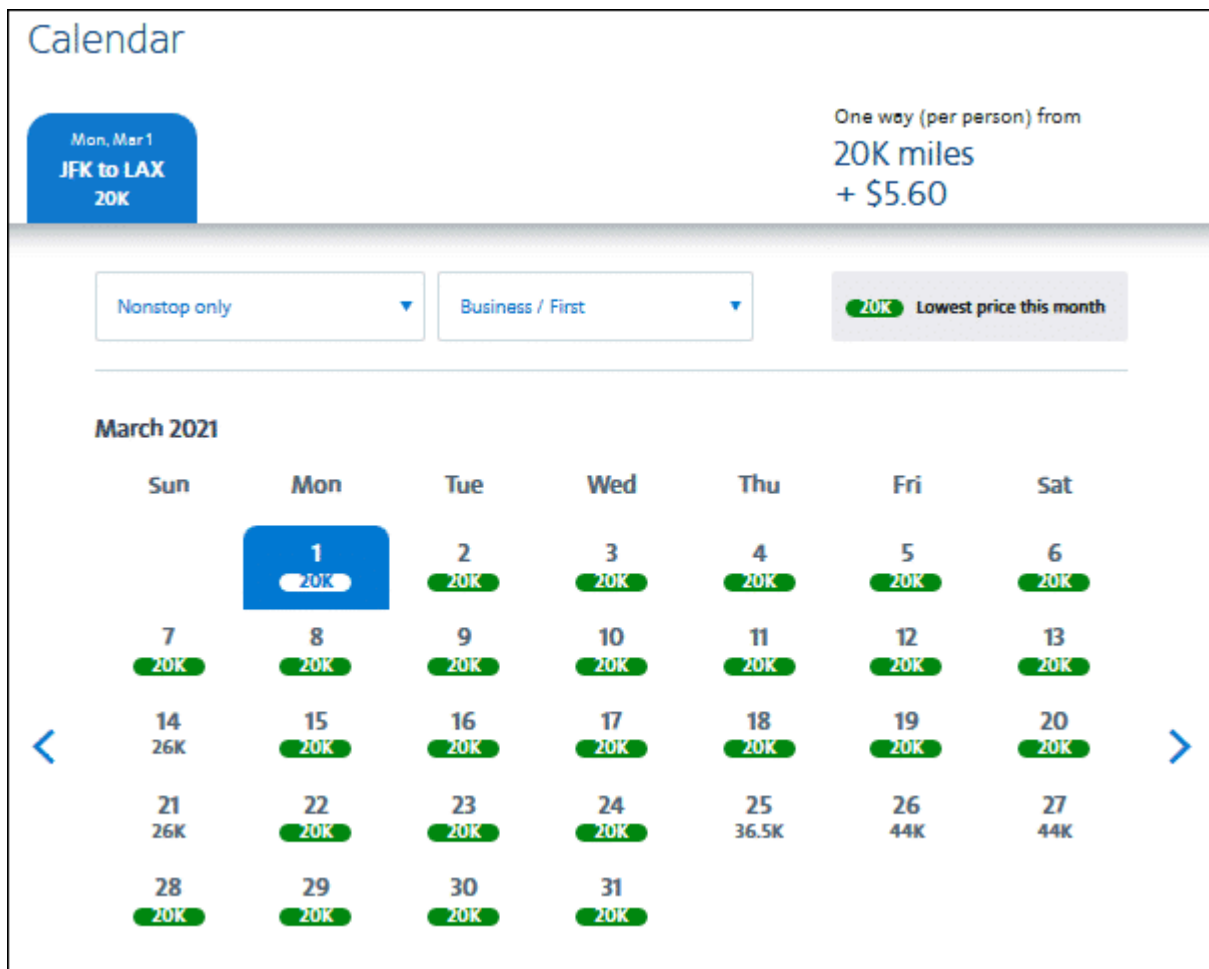 Calendar
Mon, Mar 1
JFK to LAX
20K
One way (per person) from
20K miles
+ $5.60
Nonstop only
Business / First
20K Lowest price this month
March 2021
Sun Mon Tue Wed Thu Fri Sat
1 2 3 4 5 6
20K 20K 20K 20K 20K 20K
7 8 9 10 11 12 13
20K 20K 20K 20K 20K 20K 20K
14 15 16 17 18 19 20
26K 20K 20K 20K 20K 20K 20K
21 22 23 24 25 26 27
26K 20K 20K 20K 36.5K 44K 44K
28 29 30 31
20K 20K 20K 20K